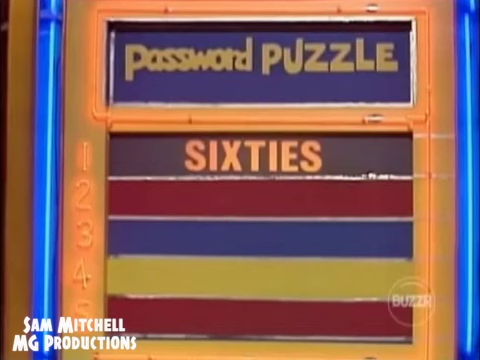 password PUZZLE
SIXTIES
1
2
3
4
BUZZR
SAM MITCHELL
MG PRODUCTIONS